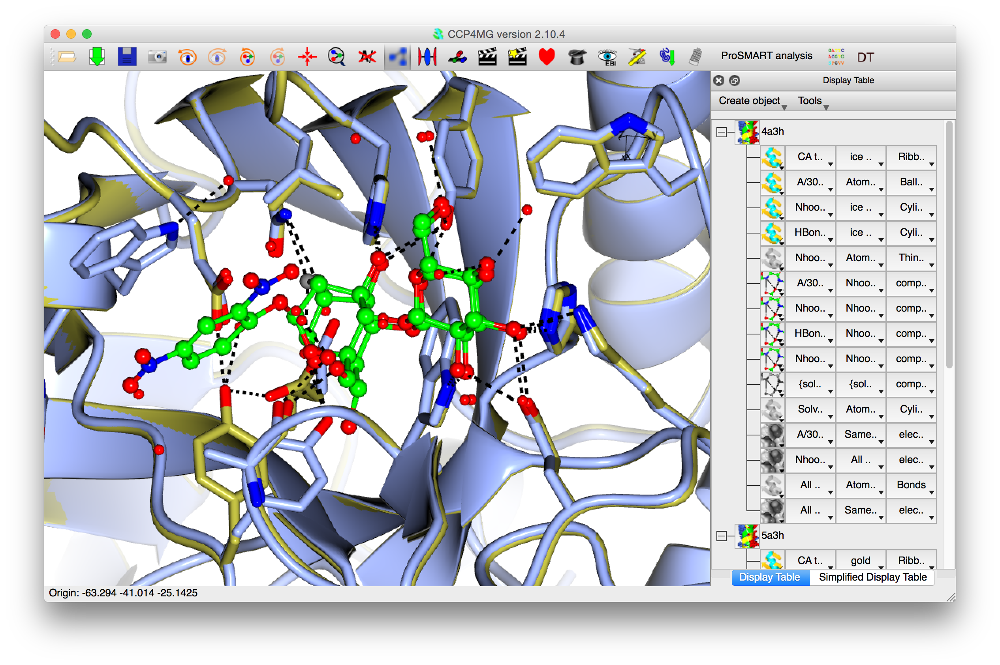 CCP4MG version 2.10.4
EBI
ProSMART analysis
DT
Display Table
Create object
Tools
4a3h
CA t.. ice .. Ribb..
A/30.. Atom.. Ball..
Nhoo.. ice .. Cyli..
HBon.. ice .. Cyli..
Nhoo.. Atom.. Thin..
A/30.. Nhoo.. comp..
Nhoo.. Nhoo.. comp..
HBon.. Nhoo.. comp..
Nhoo.. Nhoo.. comp..
{sol.. {sol.. comp..
Solv.. Atom.. Cyli..
A/30.. Same.. elec..
Nhoo.. All .. elec..
All .. Atom.. Bonds
All .. Same.. elec..
5a3h
CA t.. gold Ribb..
Display Table
Simplified Display Table
Origin: -63.294 -41.014 -25.1425